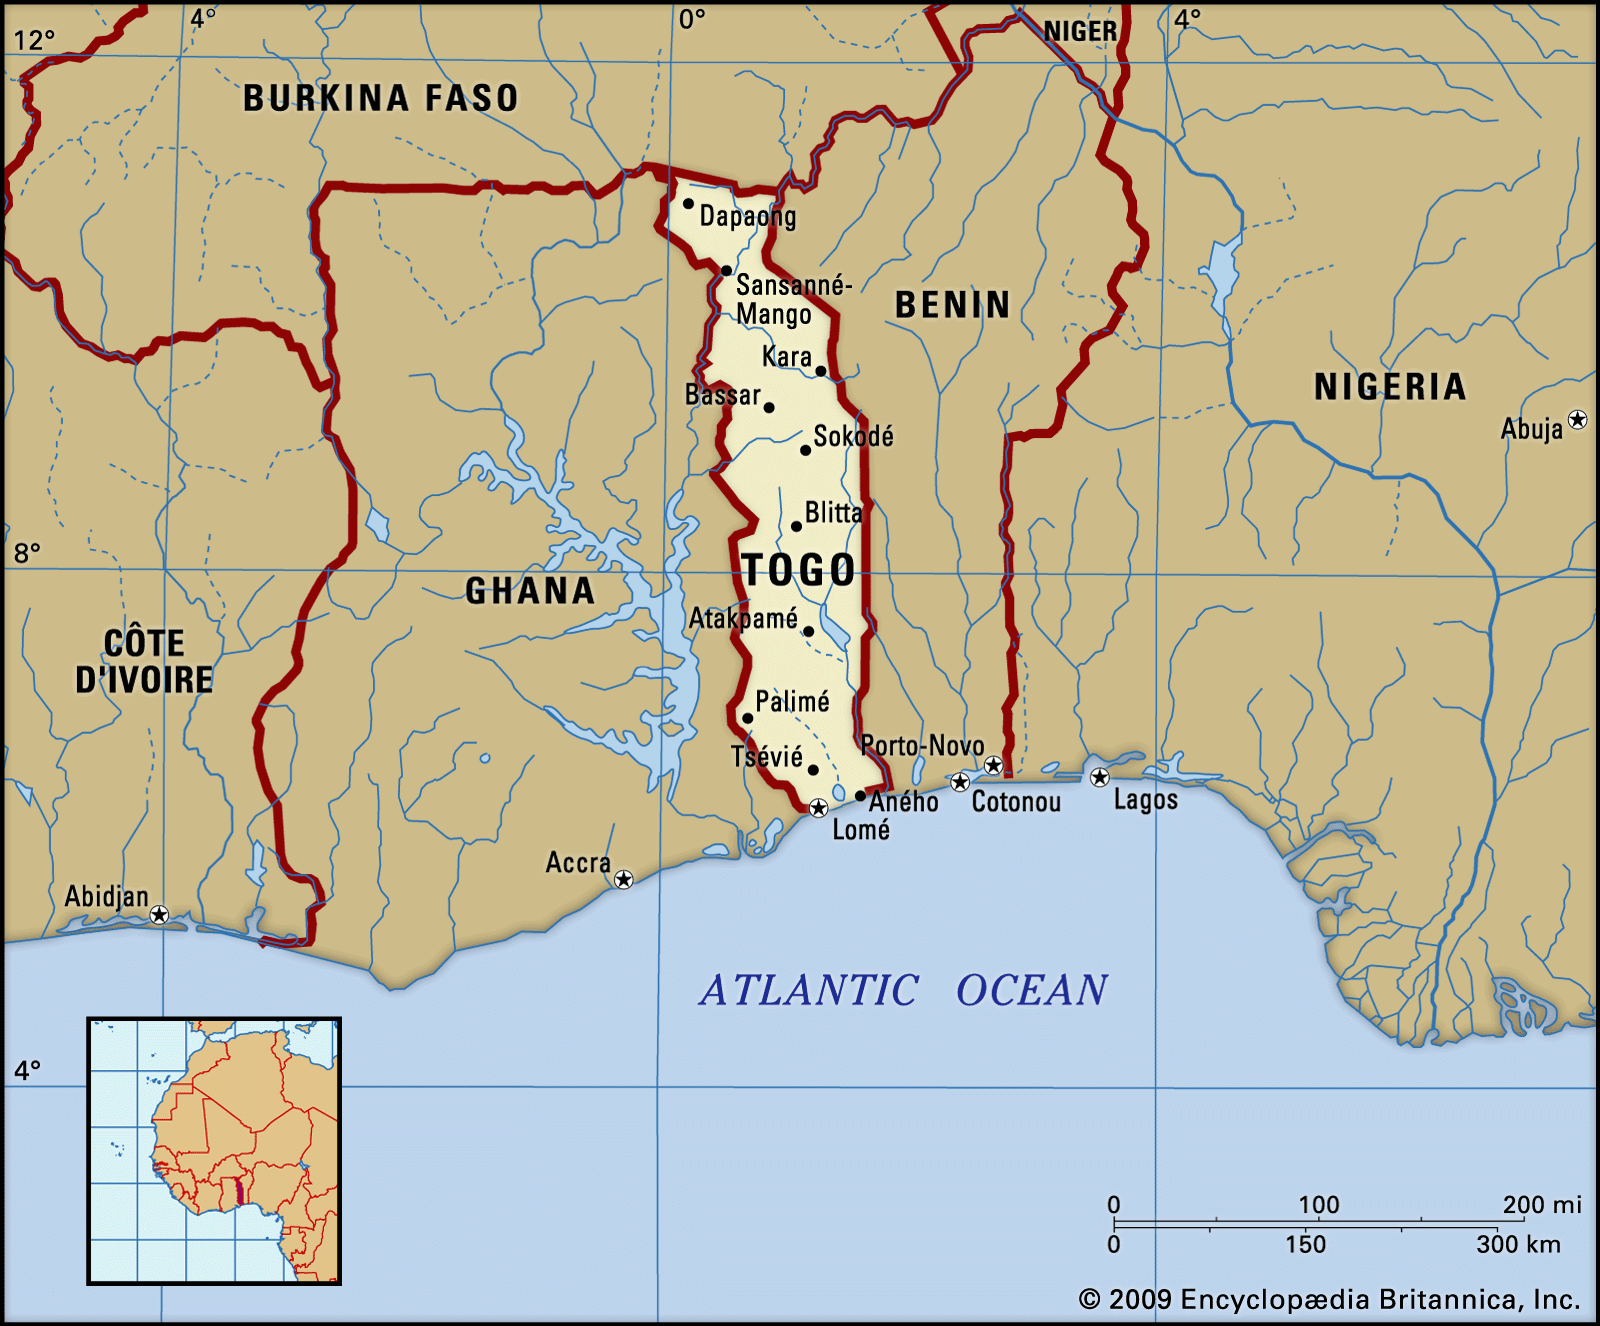 4°
0°
4°
12°
NIGER
BURKINA FASO
Dapaong
Sansanné-
Mango
BENIN
Kara
Bassar
NIGERIA
Sokodé
Abuja
Blitta
8°
TOGO
GHANA
Atakpamé
CÔTE
D'IVOIRE
Palimé
Porto-Novo
Tsévié
Aného
Cotonou
Lagos
Lomé
Accra
Abidjan
ATLANTIC OCEAN
4°
0 100 200 mi
0 150 300 km
© 2009 Encyclopædia Britannica, Inc.